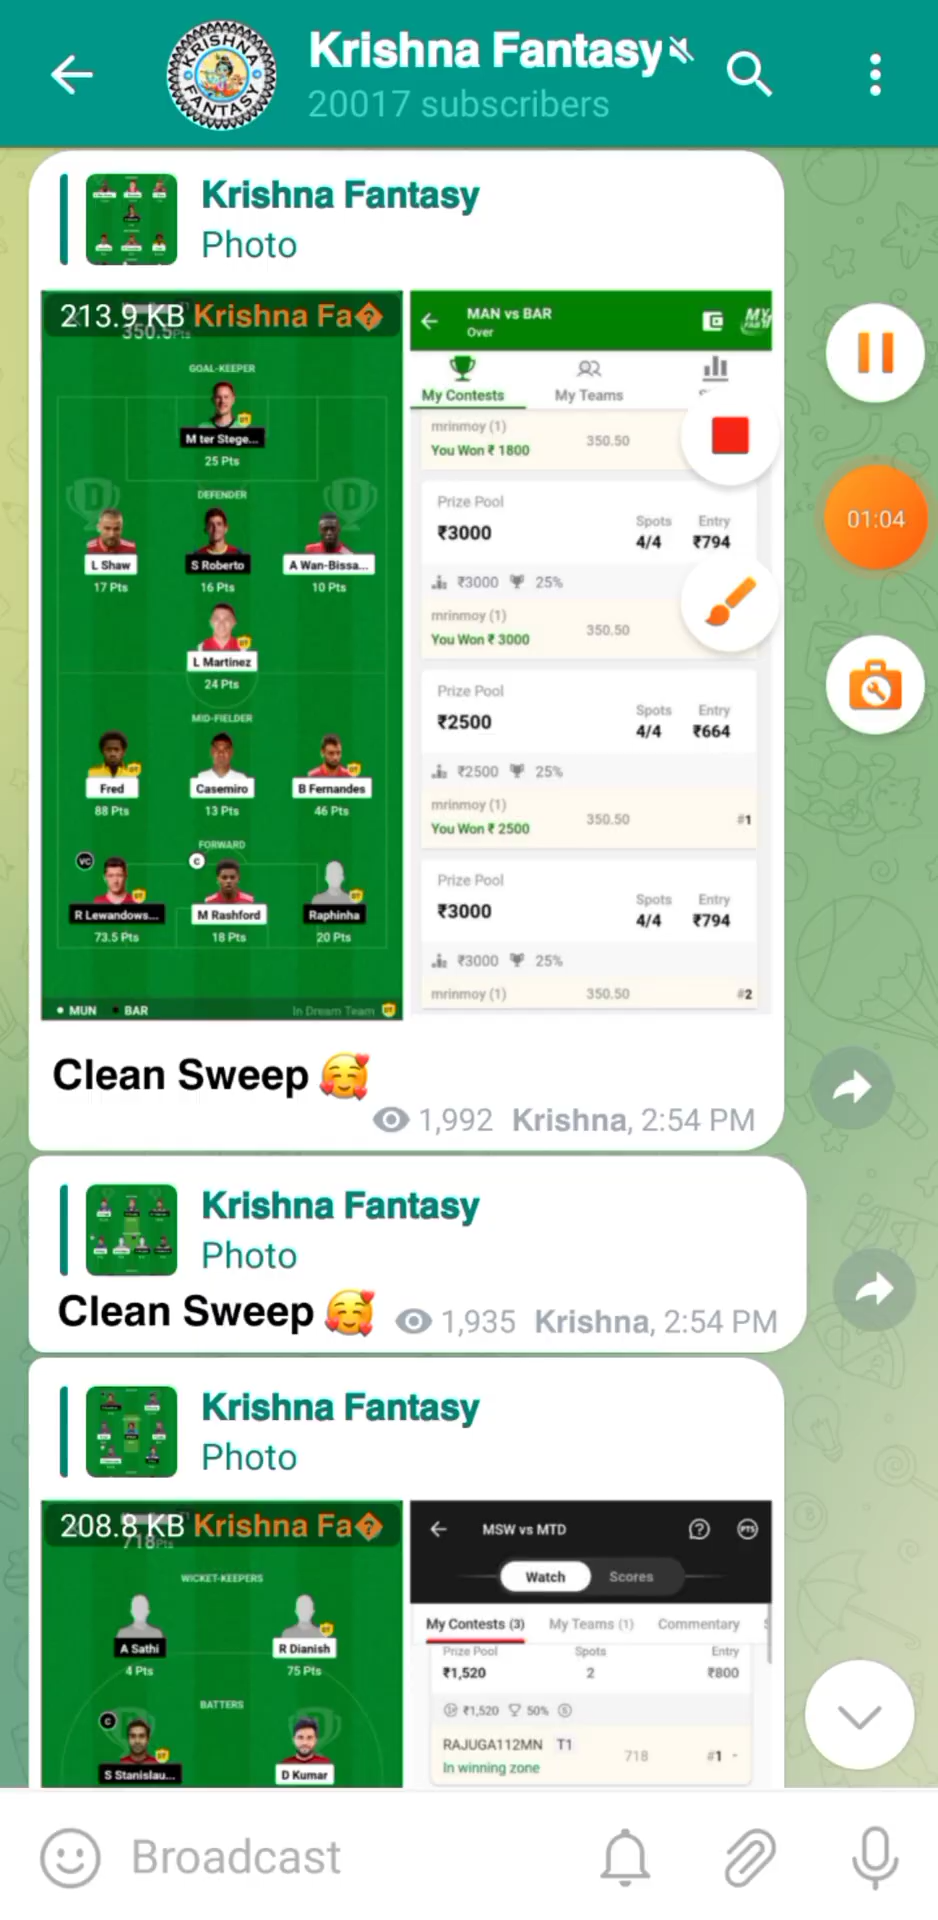 Krishna Fantasy
20017 subscribers
KRISHNA FANTASY
Krishna Fantasy
Photo
213.9 KB Krishna Fa
350.5Pts
GOAL-KEEPER
M ter Stege...
25 Pts
DEFENDER
L Shaw
S Roberto
A Wan-Bissa...
17 Pts
16 Pts
10 Pts
L Martinez
24 Pts
MID-FIELDER
Fred
Casemiro
B Fernandes
88 Pts
13 Pts
46 Pts
FORWARD
VC
C
R Lewandows...
M Rashford
Raphinha
73.5 Pts
18 Pts
20 Pts
MUN BAR
In Dream Team
MAN vs BAR
Over
My Contests
My Teams
mrinmoy (1)
350.50
You Won ₹ 1800
Prize Pool
Spots
Entry
₹3000
4/4
₹794
₹3000 25%
mrinmoy (1)
350.50
You Won ₹ 3000
Prize Pool
Spots
Entry
₹2500
4/4
₹664
₹2500 25%
mrinmoy (1)
350.50
#1
You Won ₹ 2500
Prize Pool
Spots
Entry
₹3000
4/4
₹794
₹3000 25%
mrinmoy (1)
350.50
#2
01:04
Clean Sweep 🥰
1,992 Krishna, 2:54 PM
Krishna Fantasy
Photo
Clean Sweep 🥰 1,935 Krishna, 2:54 PM
Krishna Fantasy
Photo
208.8 KB Krishna Fa
718Pts
WICKET-KEEPERS
A Sathi
R Dianish
4 Pts
75 Pts
BATTERS
C
S Stanislau...
D Kumar
MSW vs MTD
PTS
Watch
Scores
My Contests (3)
My Teams (1)
Commentary
Prize Pool
Spots
Entry
₹1,520
2
₹800
₹1,520 50%
RAJUGA112MN T1
718
#1
In winning zone
Broadcast